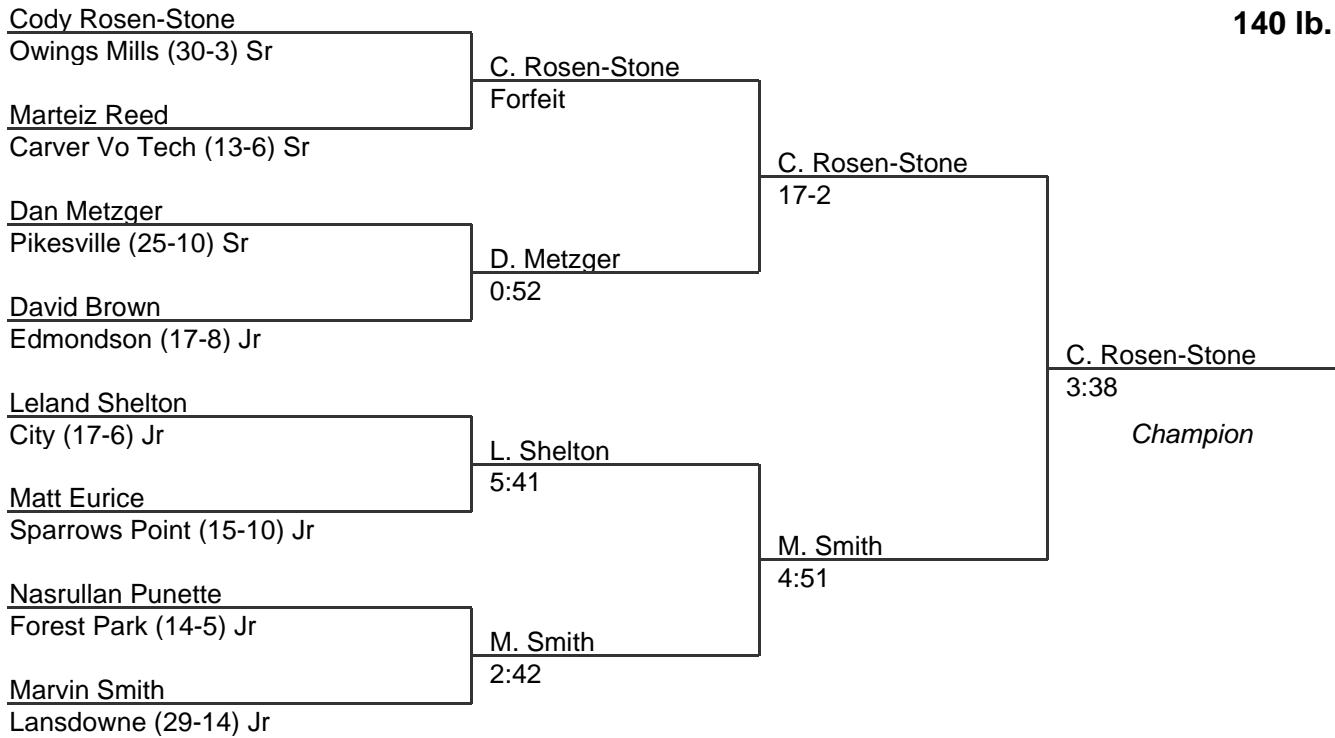 Cody Rosen-Stone
140 lb.
Owings Mills (30-3) Sr
C. Rosen-Stone
Forfeit
Marteiz Reed
Carver Vo Tech (13-6) Sr
C. Rosen-Stone
17-2
Dan Metzger
Pikesville (25-10) Sr
D. Metzger
0:52
David Brown
Edmondson (17-8) Jr
C. Rosen-Stone
3:38
Champion
Leland Shelton
City (17-6) Jr
L. Shelton
5:41
Matt Eurice
Sparrows Point (15-10) Jr
M. Smith
4:51
Nasrullan Punette
Forest Park (14-5) Jr
M. Smith
2:42
Marvin Smith
Lansdowne (29-14) Jr